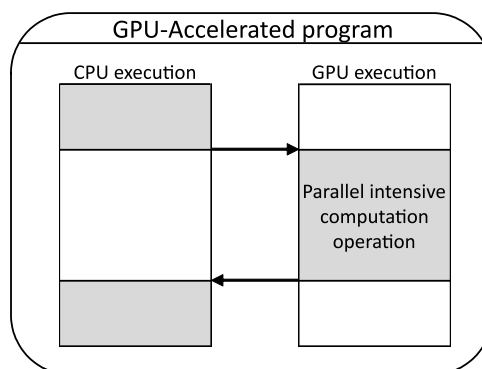 GPU-Accelerated program
CPU execution
GPU execution
Parallel intensive
computation
operation